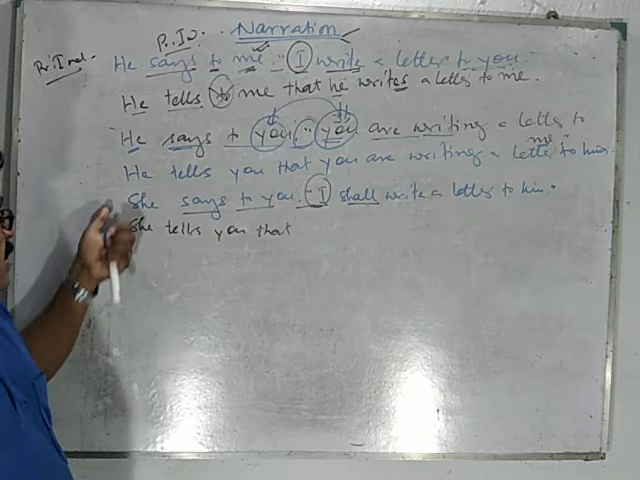 Narration
Pr. Ind.
He says to me, "I write a letter to you"
He tells me that he writes a letter to me.
He says to you, "you are writing a letter to me"
He tells you that you are writing a letter to him.
She says to you. "I shall write a letter to him.
She tells you that